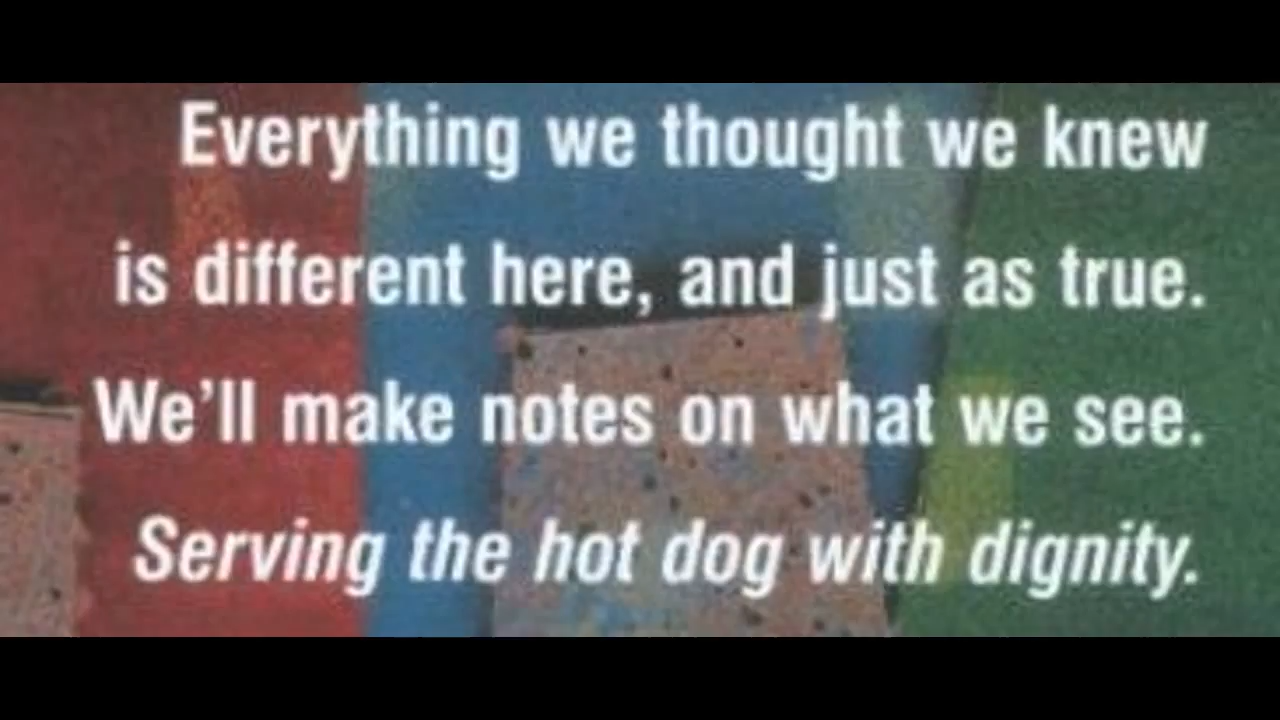 Everything we thought we knew
is different here, and just as true.
We'll make notes on what we see.
Serving the hot dog with dignity.